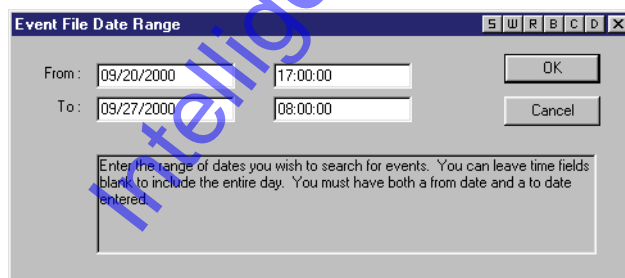 Event File Date Range S W R B C D X
From : 09/20/2000 17:00:00 OK
To : 09/27/2000 08:00:00 Cancel
Enter the range of dates you wish to search for events. You can leave time fields
blank to include the entire day. You must have both a from date and a to date
entered.